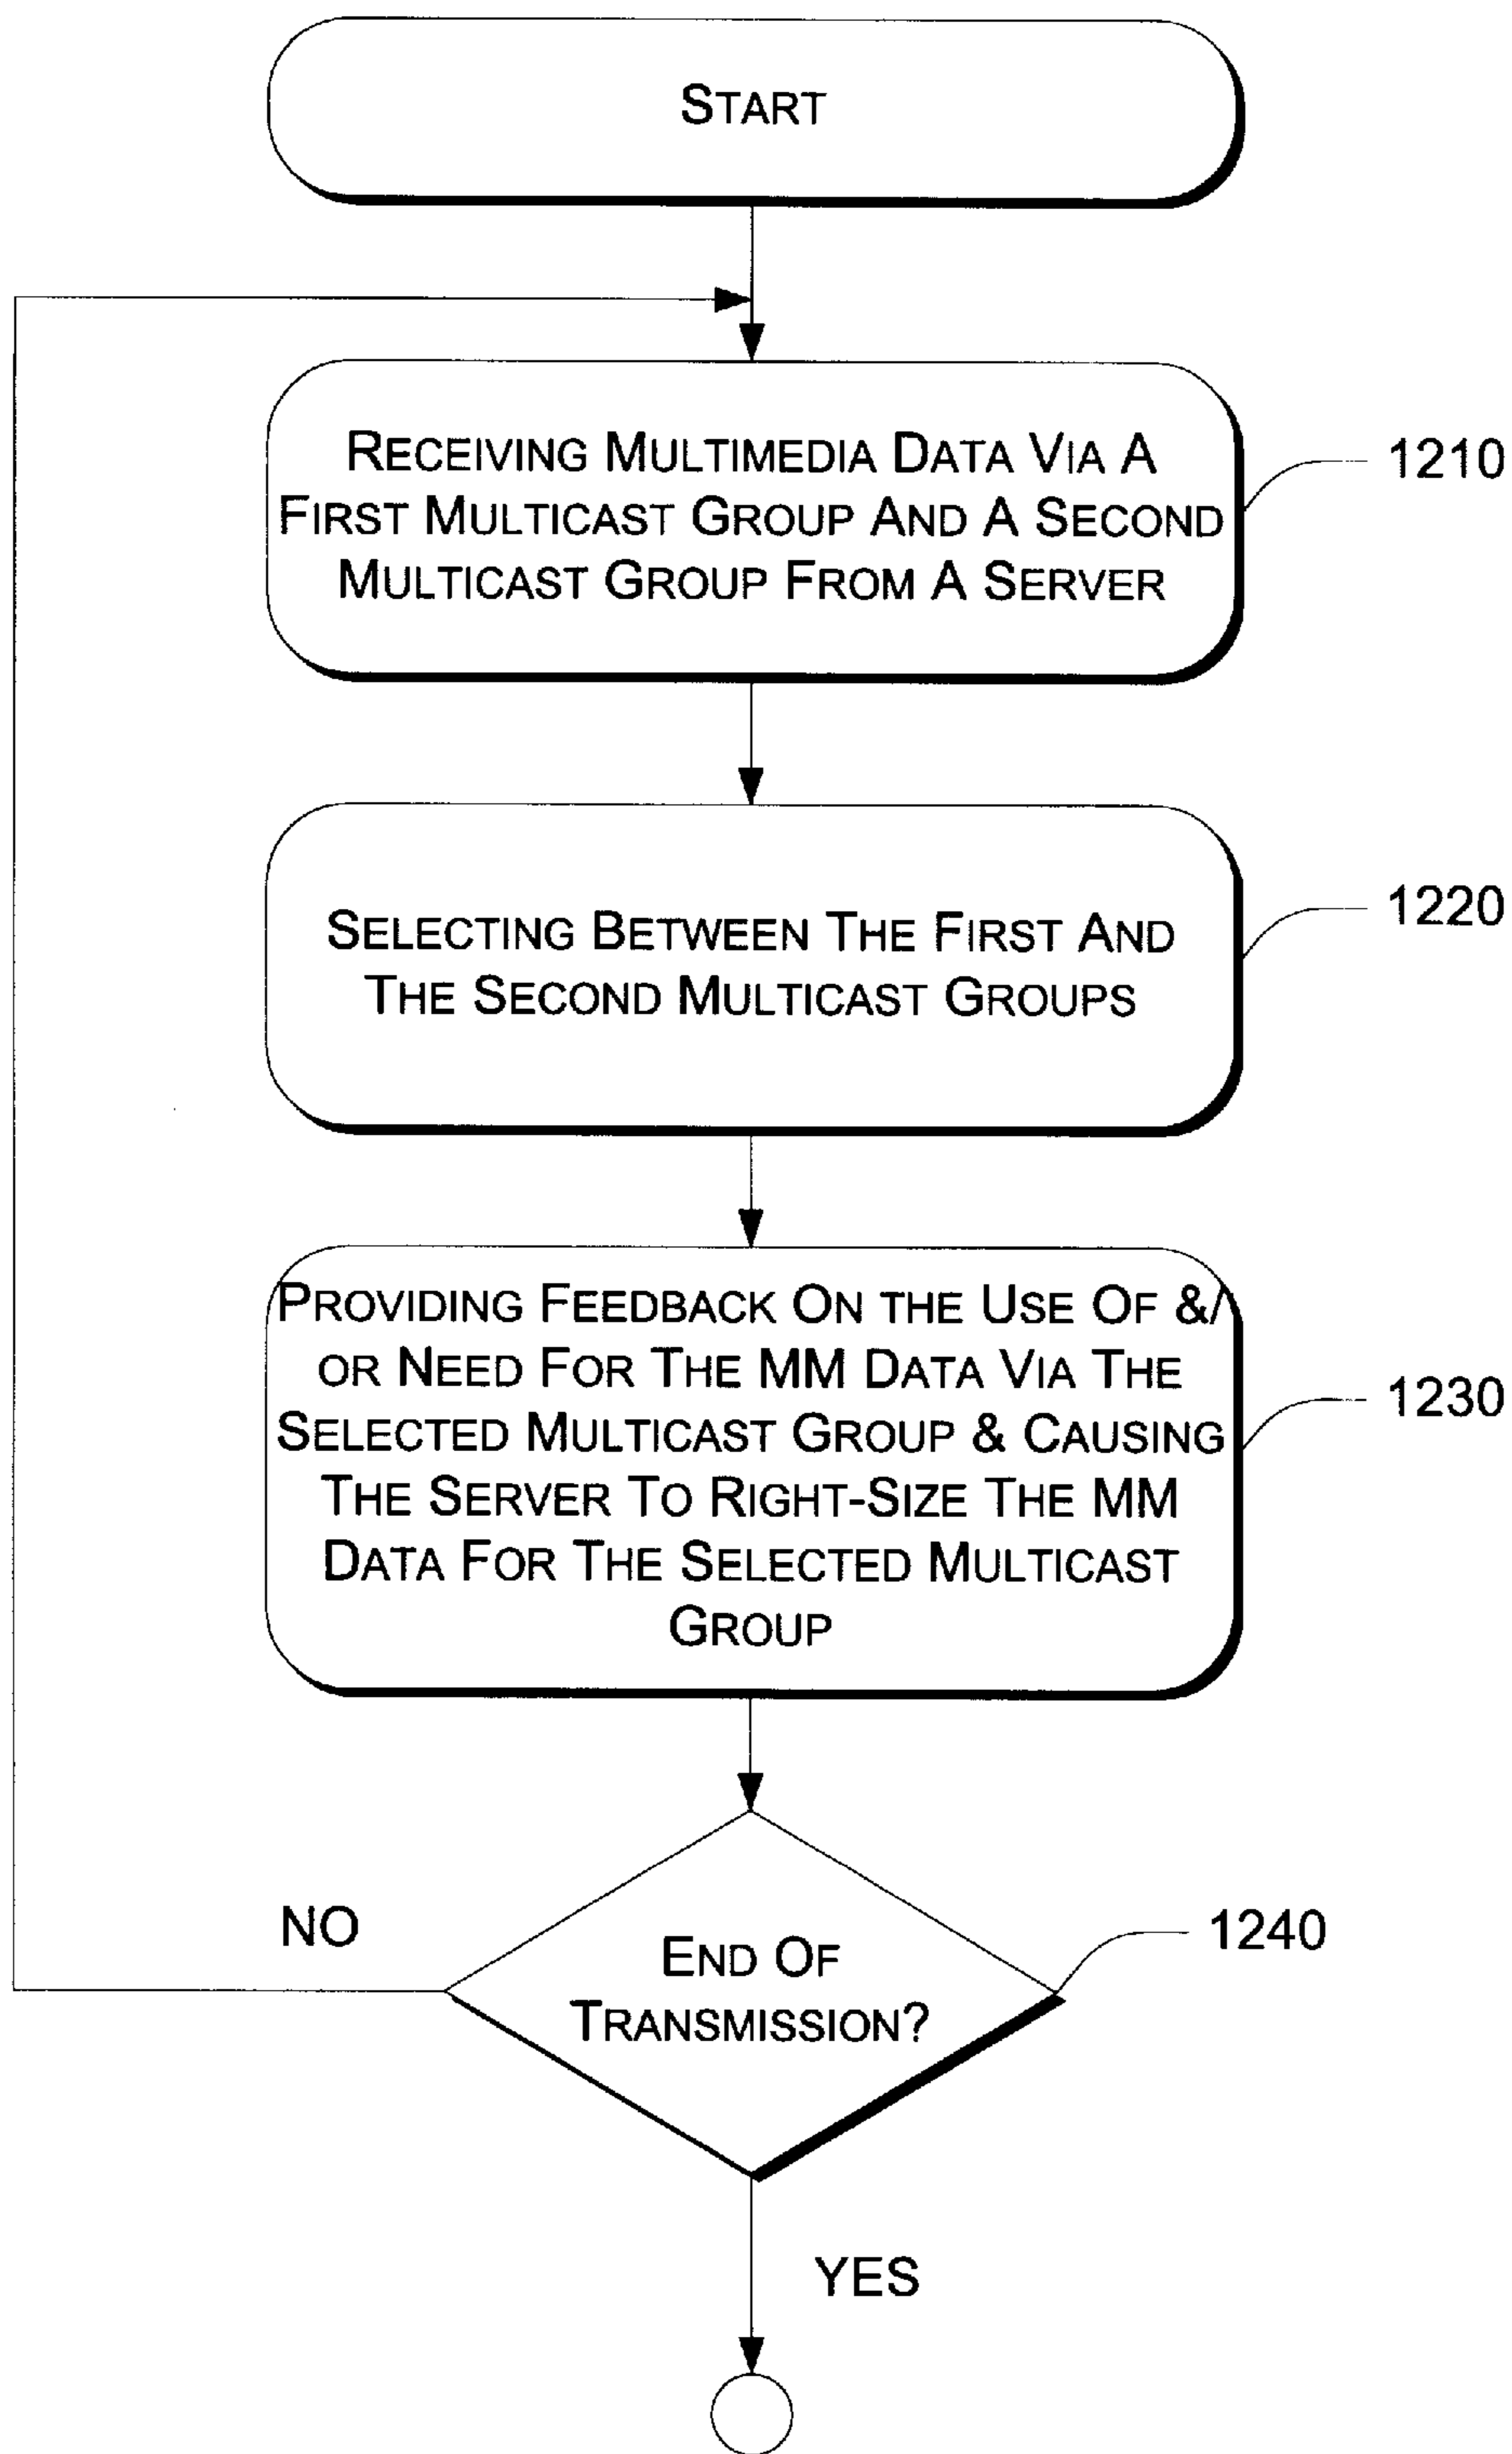 START
RECEIVING MULTIMEDIA DATA VIA A
FIRST MULTICAST GROUP AND A SECOND
MULTICAST GROUP FROM A SERVER
1210
SELECTING BETWEEN THE FIRST AND
THE SECOND MULTICAST GROUPS
1220
PROVIDING FEEDBACK ON THE USE OF &/
OR NEED FOR THE MM DATA VIA THE
SELECTED MULTICAST GROUP & CAUSING
THE SERVER TO RIGHT-SIZE THE MM
DATA FOR THE SELECTED MULTICAST
GROUP
1230
NO
END OF
TRANSMISSION?
1240
YES